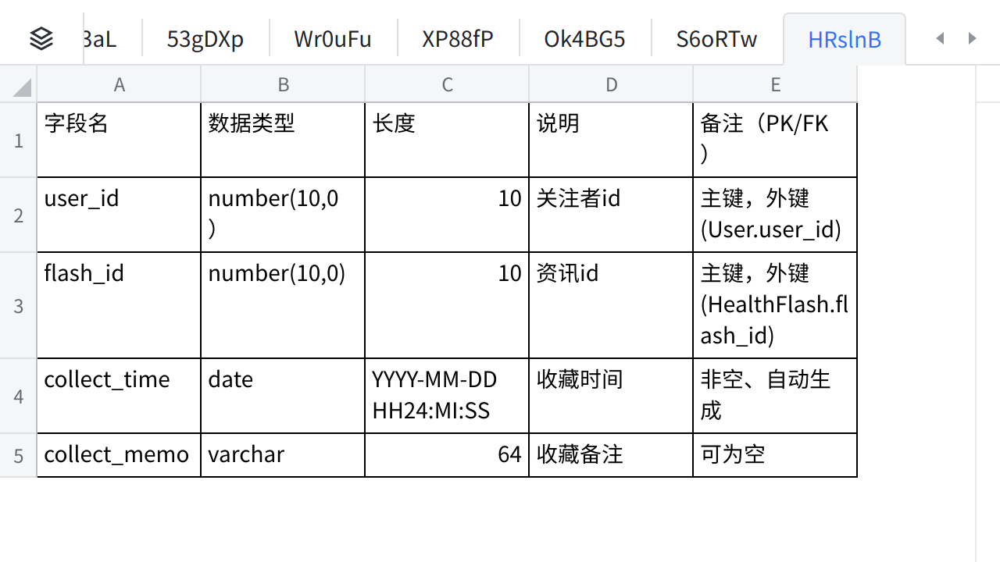 3aL 53gDXp Wr0uFu XP88fP Ok4BG5 S6oRTw HRslnB
A B C D E
1 字段名 数据类型 长度 说明 备注（PK/FK
）
2 user_id number(10,0 10 关注者id 主键，外键
） (User.user_id)
3 flash_id number(10,0) 10 资讯id 主键，外键
(HealthFlash.fl
ash_id)
4 collect_time date YYYY-MM-DD 收藏时间 非空、自动生
HH24:MI:SS 成
5 collect_memo varchar 64 收藏备注 可为空